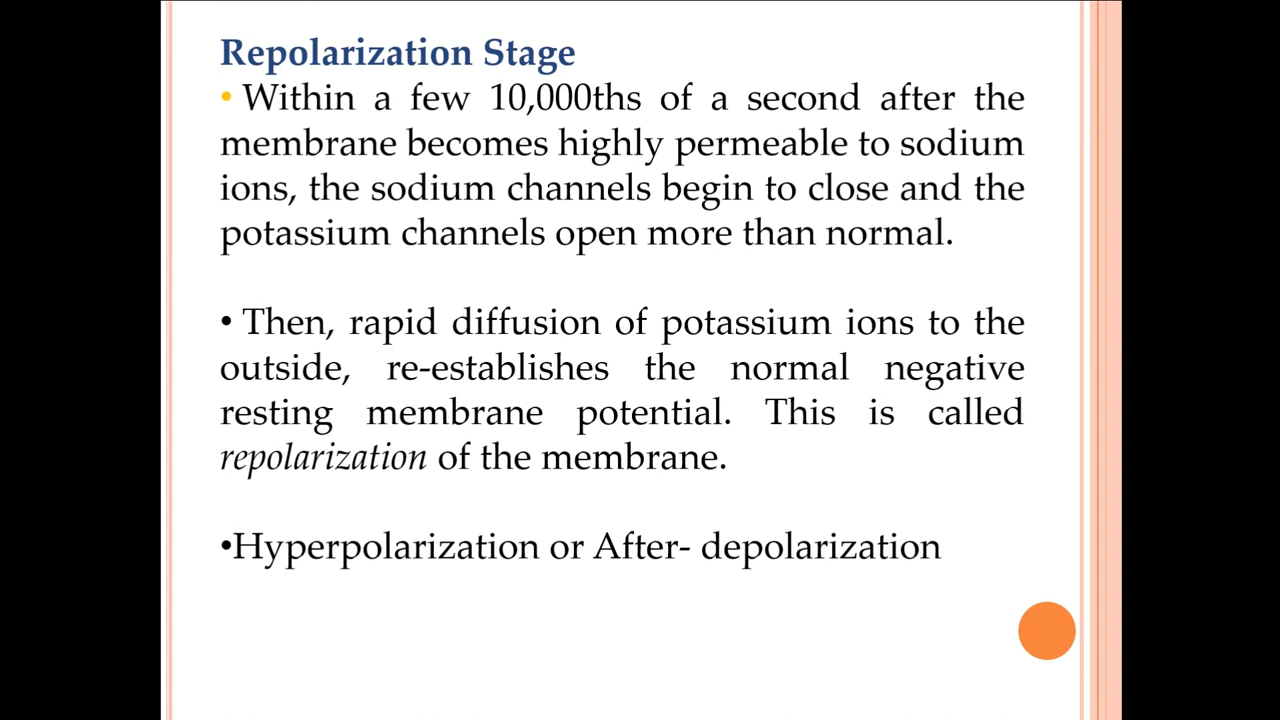 Repolarization Stage
• Within a few 10,000ths of a second after the
membrane becomes highly permeable to sodium
ions, the sodium channels begin to close and the
potassium channels open more than normal.
• Then, rapid diffusion of potassium ions to the
outside, re-establishes the normal negative
resting membrane potential. This is called
repolarization of the membrane.
•Hyperpolarization or After- depolarization